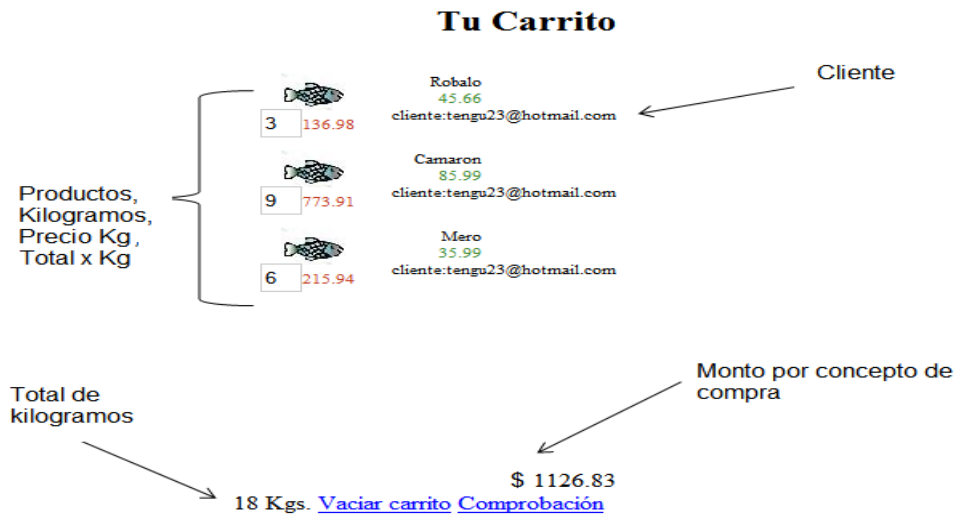 Tu Carrito
Cliente
Robalo
45.66
cliente:tengu23@hotmail.com
3 136.98
Camaron
85.99
cliente:tengu23@hotmail.com
9 773.91
Productos,
Kilogramos,
Precio Kg,
Total x Kg
Mero
35.99
cliente:tengu23@hotmail.com
6 215.94
Total de
kilogramos
Monto por concepto de
compra
$ 1126.83
18 Kgs. Vaciar carrito Comprobación